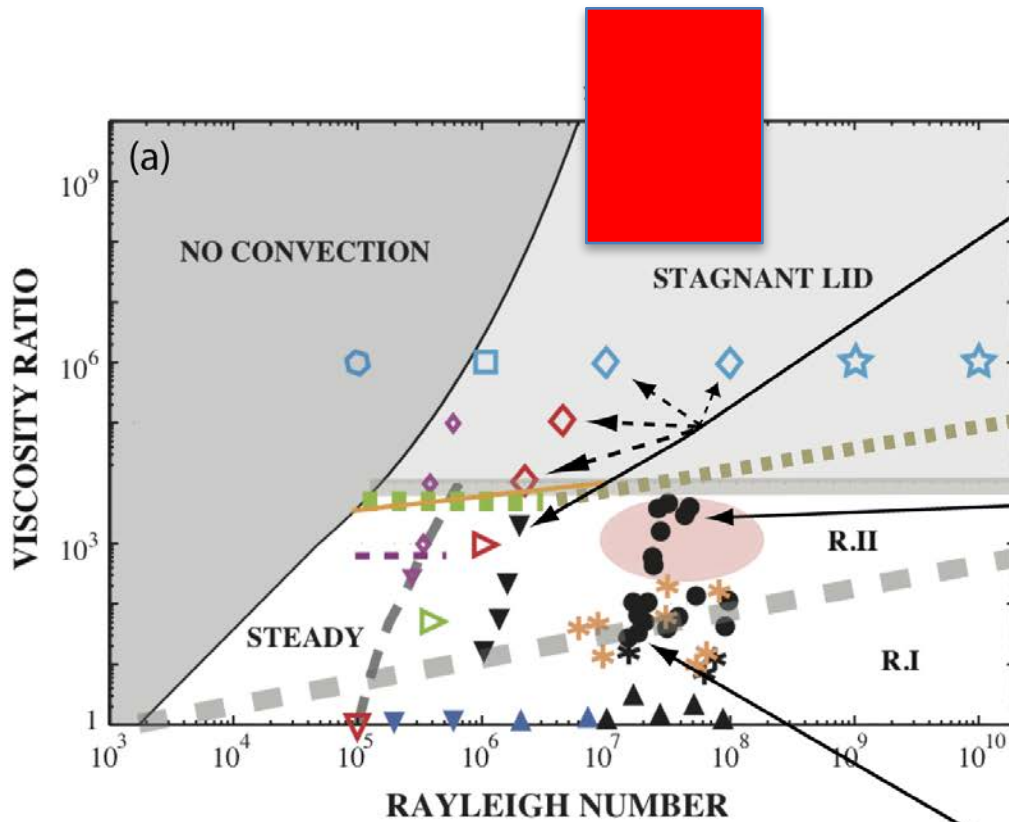 (a)
10⁹
NO CONVECTION
STAGNANT LID
VISCOSITY RATIO
10⁶
10³
R.II
STEADY
R.I
1
10³ 10⁴ 10⁵ 10⁶ 10⁷ 10⁸ 10⁹ 10¹⁰
RAYLEIGH NUMBER